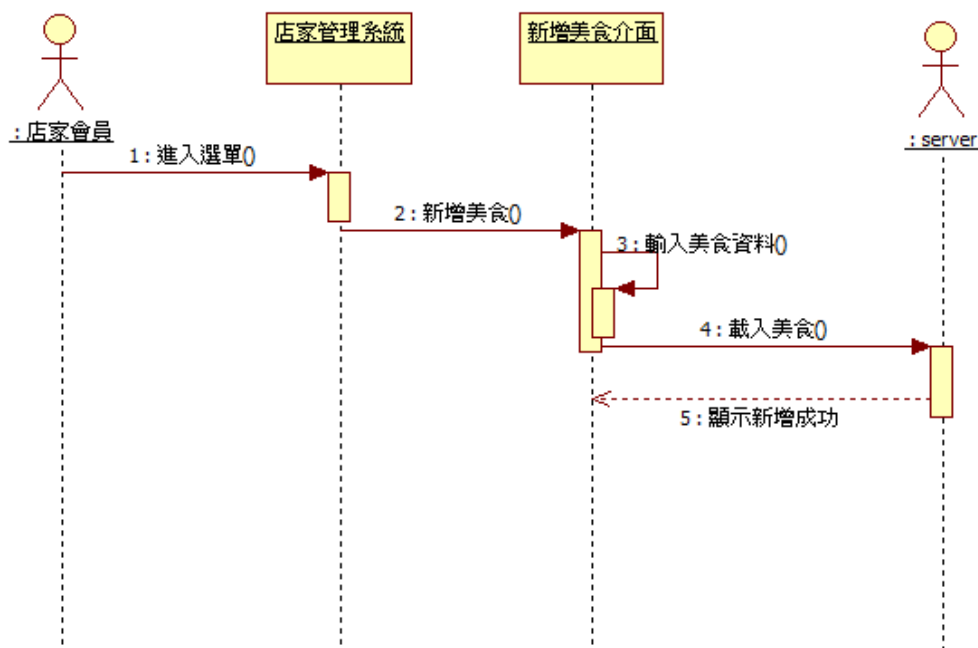 店家管理系統
新增美食介面
: 店家會員
: server
1 : 進入選單()
2 : 新增美食()
3 : 輸入美食資料()
4 : 載入美食()
5 : 顯示新增成功